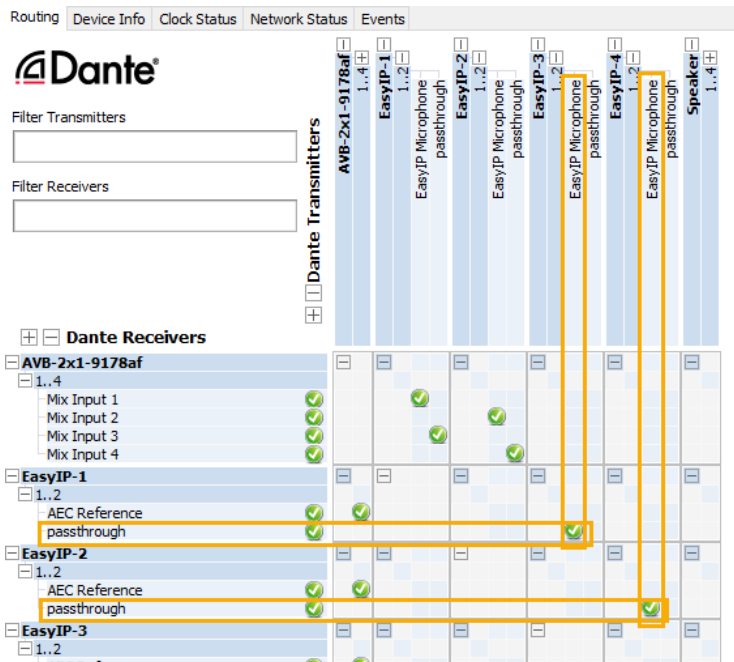 Routing Device Info Clock Status Network Status Events
Dante®
Filter Transmitters
Filter Receivers
Dante Transmitters
AVB-2x1-9178af
1..4
EasyIP-1
1..2
EasyIP Microphone
passthrough
EasyIP-2
1..2
EasyIP Microphone
passthrough
EasyIP-3
1..2
EasyIP Microphone
passthrough
EasyIP-4
1..2
EasyIP Microphone
passthrough
Speaker
1..4
Dante Receivers
AVB-2x1-9178af
1..4
Mix Input 1
Mix Input 2
Mix Input 3
Mix Input 4
EasyIP-1
1..2
AEC Reference
passthrough
EasyIP-2
1..2
AEC Reference
passthrough
EasyIP-3
1..2